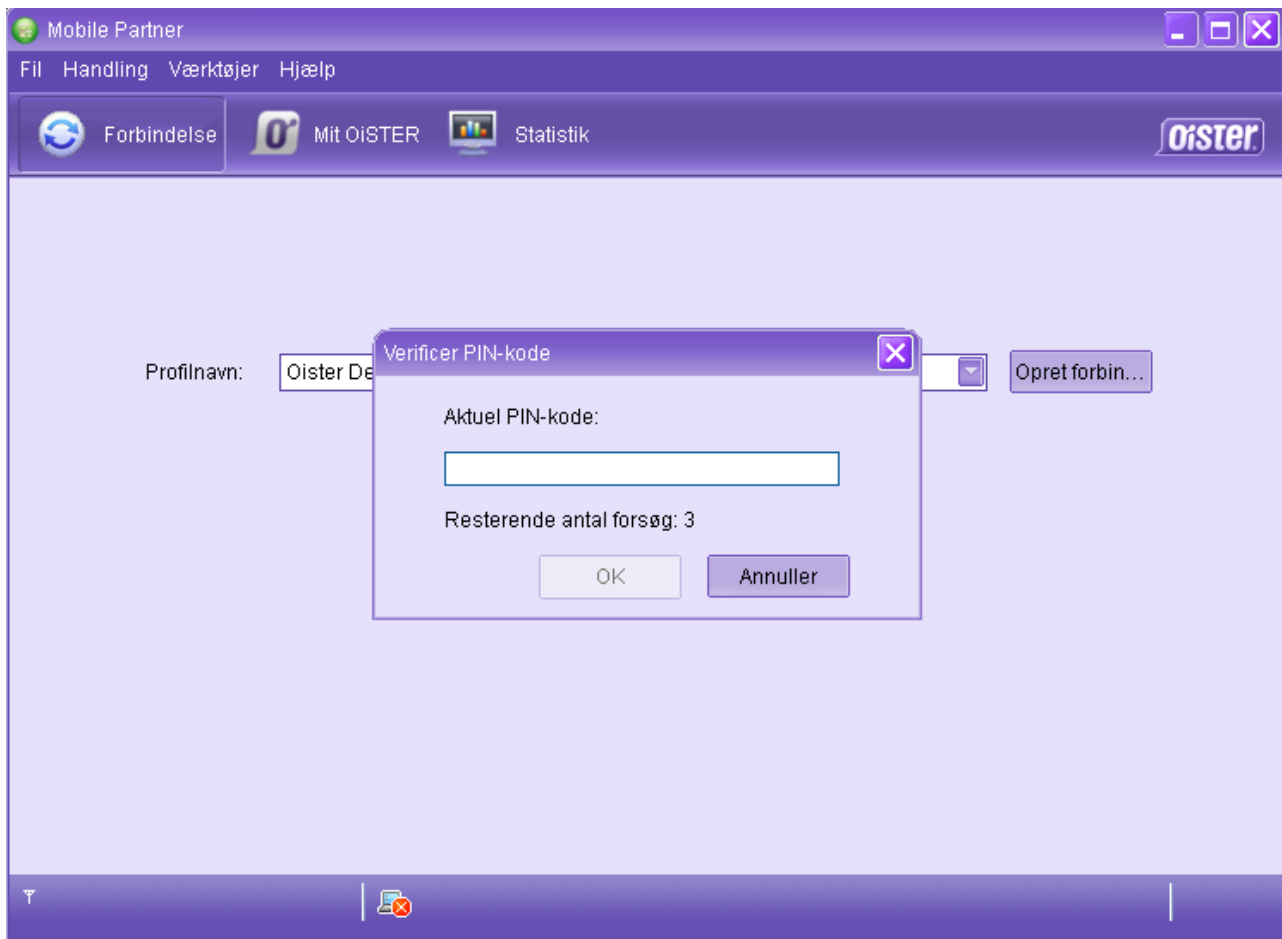 Mobile Partner
Fil Handling Værktøjer Hjælp
Forbindelse Mit OiSTER Statistik oister
Verificer PIN-kode
Profilnavn: Oister De Opret forbin...
Aktuel PIN-kode:
Resterende antal forsøg: 3
OK Annuller